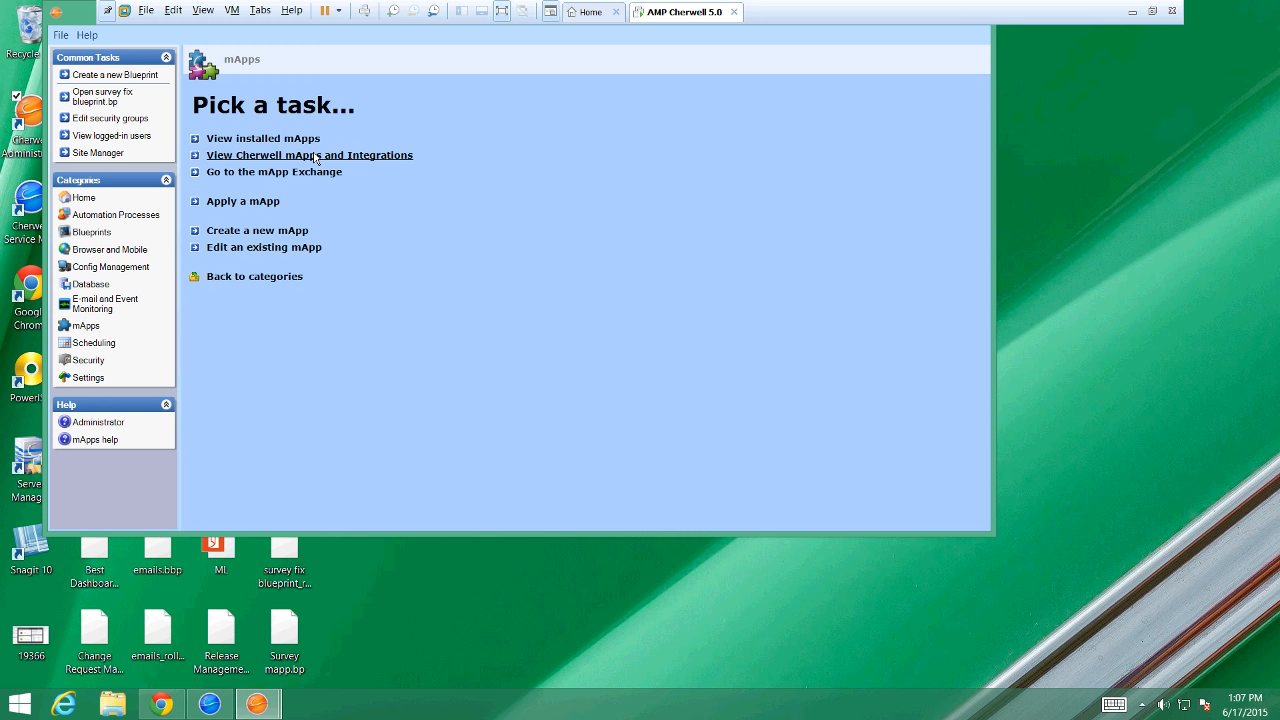 File Edit View VM Tabs Help
Home
AMP Cherwell 5.0
File Help
Common Tasks
Create a new Blueprint
Open survey fix
blueprint.bp
Edit security groups
View logged-in users
Site Manager
Categories
Home
Automation Processes
Blueprints
Browser and Mobile
Config Management
Database
E-mail and Event
Monitoring
mApps
Scheduling
Security
Settings
Help
Administrator
mApps help
mApps
Pick a task...
View installed mApps
View Cherwell mApps and Integrations
Go to the mApp Exchange
Apply a mApp
Create a new mApp
Edit an existing mApp
Back to categories
Recycle
Cherw
Administ
Cherwe
Service M
Googl
Chrom
PowerIS
Serve
Manag
Snagit 10
Best
Dashboar...
emails.bbp
ML
survey fix
blueprint_r...
19366
Change
Request Ma...
emails_roll...
Release
Manageme...
Survey
mapp.bp
1:07 PM
6/17/2015